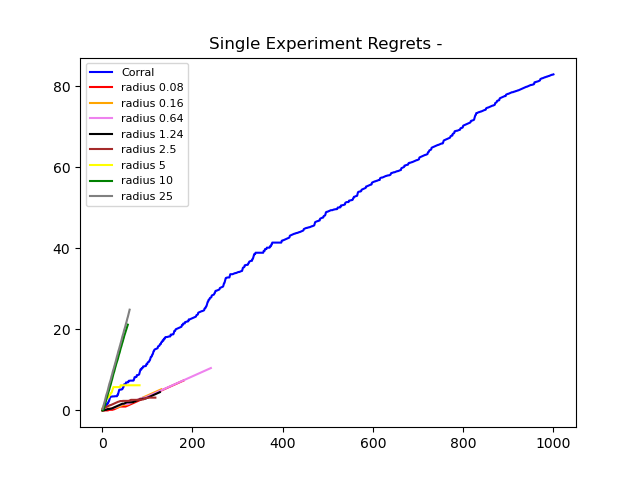 Single Experiment Regrets -
Corral
radius 0.08
radius 0.16
radius 0.64
radius 1.24
radius 2.5
radius 5
radius 10
radius 25
80
60
40
20
0
0 200 400 600 800 1000